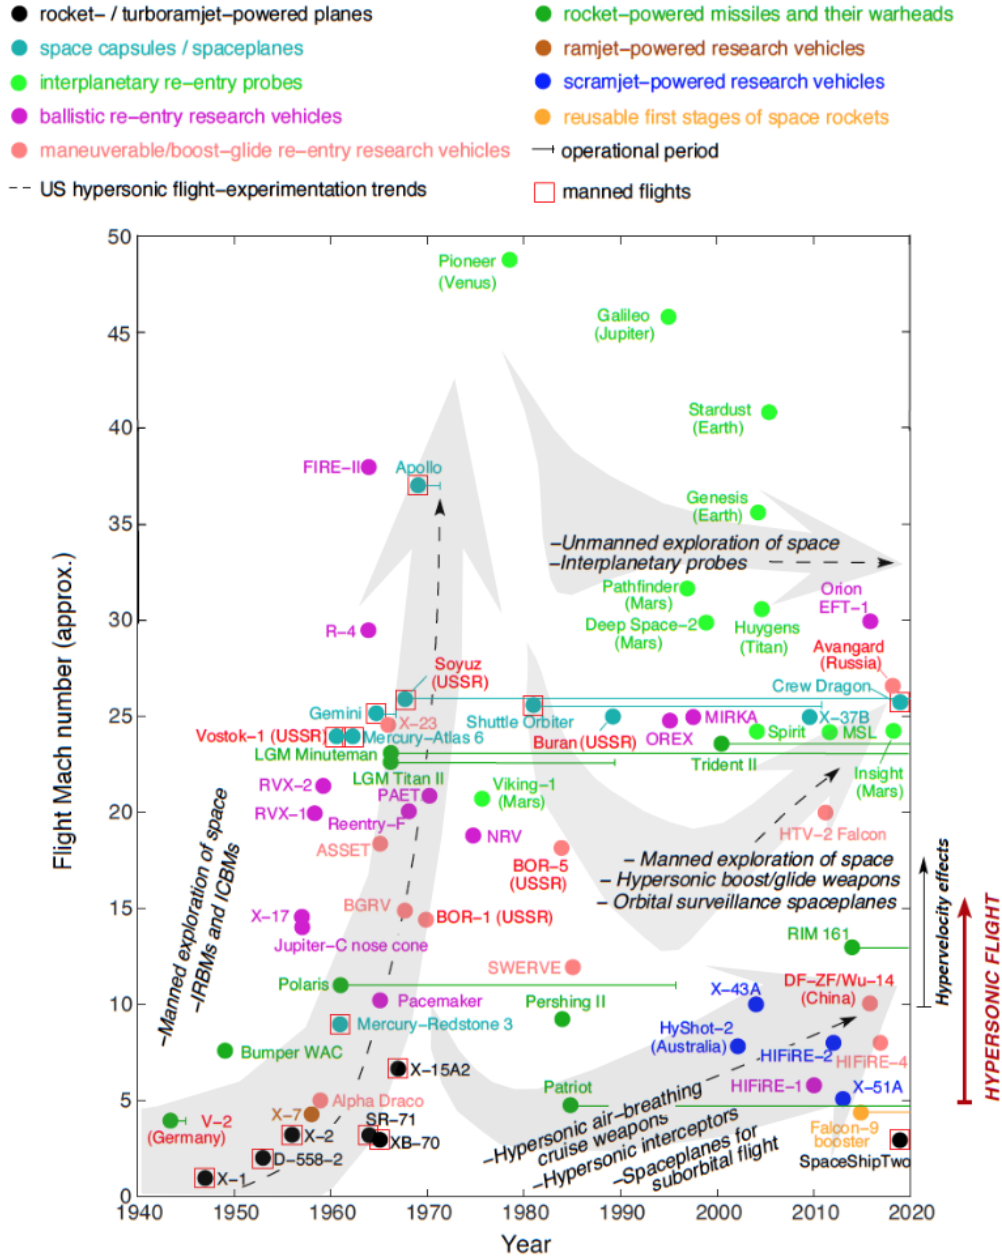 rocket– / turboramjet–powered planes
space capsules / spaceplanes
interplanetary re–entry probes
ballistic re–entry research vehicles
maneuverable/boost–glide re–entry research vehicles
US hypersonic flight–experimentation trends
rocket–powered missiles and their warheads
ramjet–powered research vehicles
scramjet–powered research vehicles
reusable first stages of space rockets
operational period
manned flights
50
45
40
35
30
25
20
15
10
5
0
Flight Mach number (approx.)
Pioneer
(Venus)
Galileo
(Jupiter)
Stardust
(Earth)
FIRE–II
Apollo
Genesis
(Earth)
–Unmanned exploration of space
–Interplanetary probes
Pathfinder
(Mars)
Deep Space–2
(Mars)
Huygens
(Titan)
Orion
EFT–1
R–4
Avangard
(Russia)
Soyuz
(USSR)
Crew Dragon
Gemini
X–23
Shuttle Orbiter
Buran (USSR)
OREX
MIRKA
X–37B
Spirit
MSL
Vostok–1 (USSR)
Mercury–Atlas 6
LGM Minuteman
LGM Titan II
Trident II
Insight
(Mars)
RVX–2
PAET
Viking–1
(Mars)
RVX–1
Reentry–F
NRV
HTV–2 Falcon
ASSET
BOR–5
(USSR)
– Manned exploration of space
– Hypersonic boost/glide weapons
– Orbital surveillance spaceplanes
–Manned exploration of space
–IRBMs and ICBMs
BGRV
BOR–1 (USSR)
X–17
Jupiter–C nose cone
RIM 161
SWERVE
Polaris
Pacemaker
Pershing II
X–43A
DF–ZF/Wu–14
(China)
Mercury–Redstone 3
HyShot–2
(Australia)
HIFiRE–2
HIFiRE–4
Bumper WAC
X–15A2
Patriot
HIFiRE–1
X–51A
Alpha Draco
X–7
SR–71
V–2
(Germany)
X–2
XB–70
D–558–2
X–1
–Hypersonic air–breathing
cruise weapons
–Hypersonic interceptors
–Spaceplanes for
suborbital flight
Falcon–9
booster
SpaceShipTwo
Hypervelocity effects
HYPERSONIC FLIGHT
1940
1950
1960
1970
1980
1990
2000
2010
2020
Year